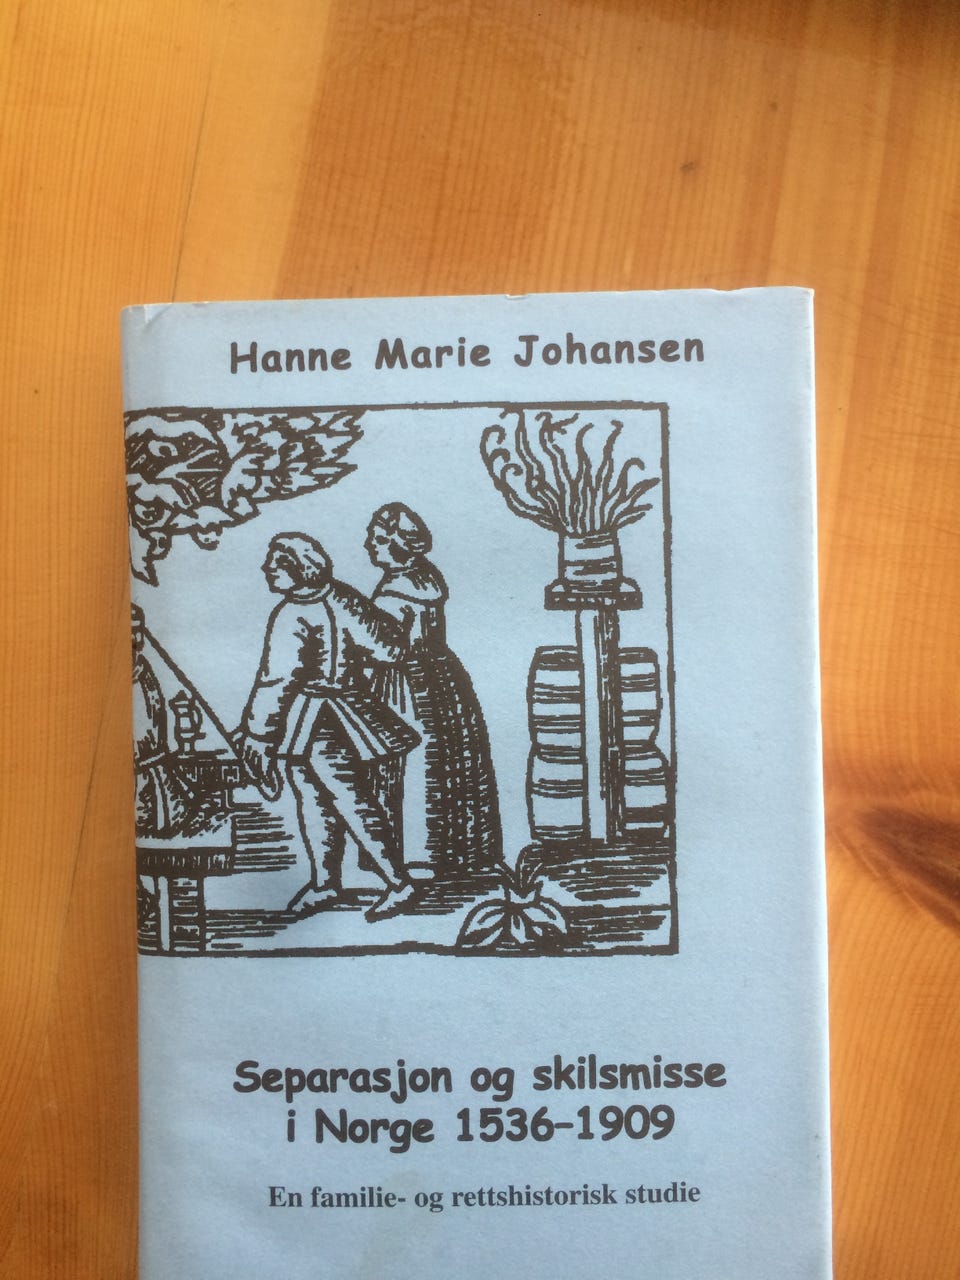 Hanne Marie Johansen
Separasjon og skilsmisse
i Norge 1536–1909
En familie- og rettshistorisk studie